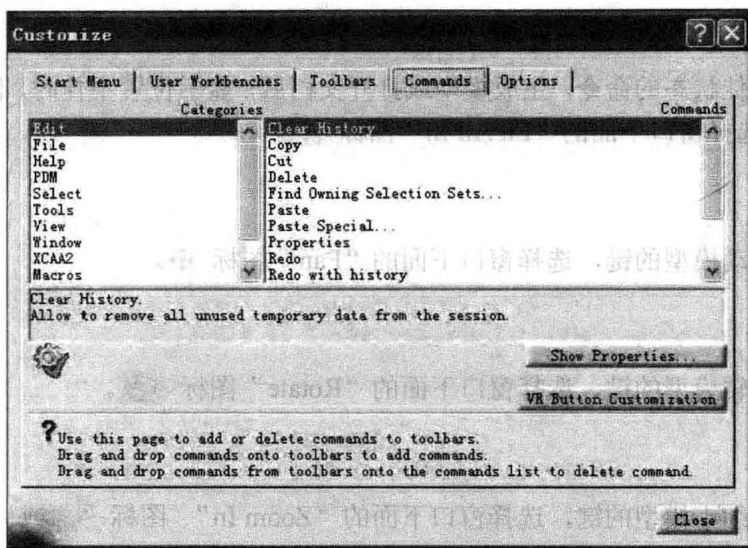 Customize
Start Menu
User Workbenches
Toolbars
Commands
Options
Categories
Commands
Edit
File
Help
PDM
Select
Tools
View
Window
XCAA2
Macros
Clear History
Copy
Cut
Delete
Find Owning Selection Sets...
Paste
Paste Special...
Properties
Redo
Redo with history
Clear History.
Allow to remove all unused temporary data from the session.
Show Properties...
VR Button Customization
Use this page to add or delete commands to toolbars.
Drag and drop commands onto toolbars to add commands.
Drag and drop commands from toolbars onto the commands list to delete command.
Close